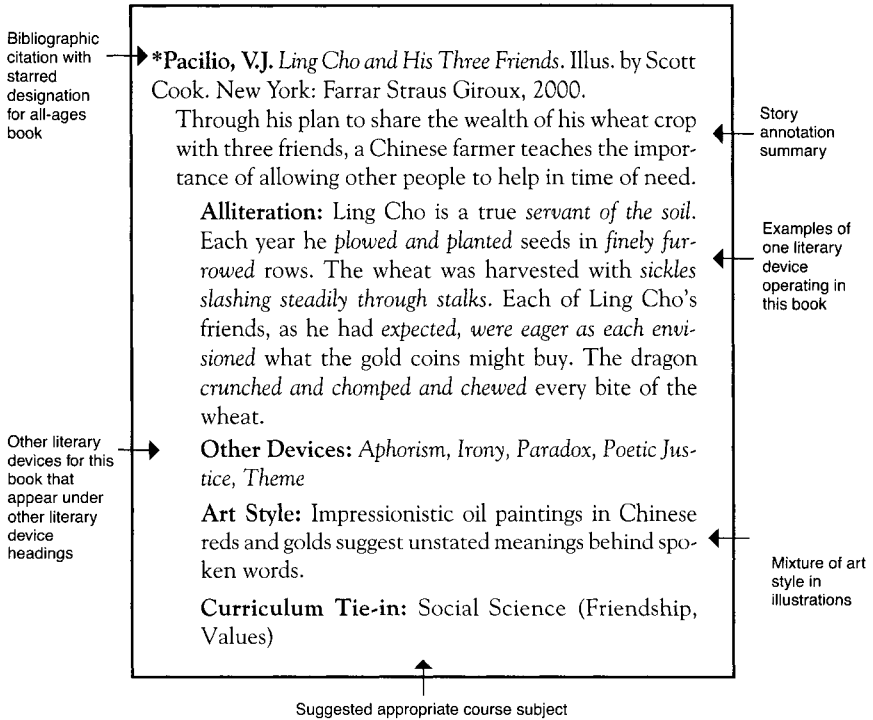 Bibliographic
citation with
starred
designation
for all-ages
book
*Pacilio, V.J. Ling Cho and His Three Friends. Illus. by Scott
Cook. New York: Farrar Straus Giroux, 2000.
Through his plan to share the wealth of his wheat crop
with three friends, a Chinese farmer teaches the impor-
tance of allowing other people to help in time of need.
Story
annotation
summary
Alliteration: Ling Cho is a true servant of the soil.
Each year he plowed and planted seeds in finely fur-
rowed rows. The wheat was harvested with sickles
slashing steadily through stalks. Each of Ling Cho's
friends, as he had expected, were eager as each envi-
sioned what the gold coins might buy. The dragon
crunched and chomped and chewed every bite of the
wheat.
Examples of
one literary
device
operating in
this book
Other literary
devices for this
book that
appear under
other literary
device
headings
Other Devices: Aphorism, Irony, Paradox, Poetic Jus-
tice, Theme
Art Style: Impressionistic oil paintings in Chinese
reds and golds suggest unstated meanings behind spo-
ken words.
Mixture of art
style in
illustrations
Curriculum Tie-in: Social Science (Friendship,
Values)
Suggested appropriate course subject